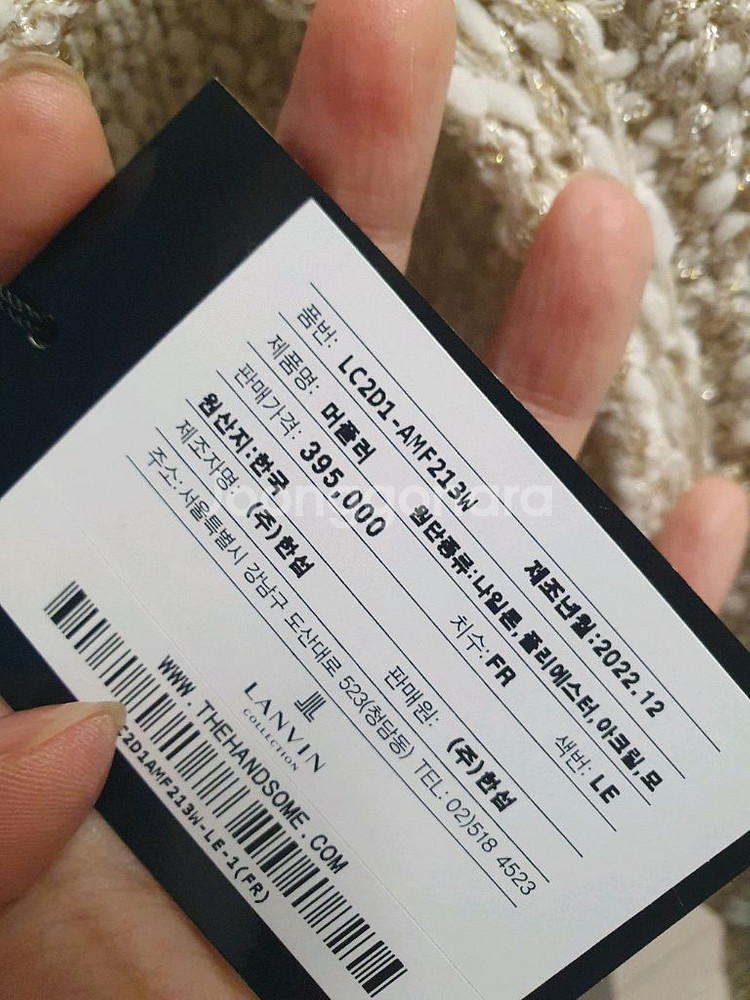 품번: LC2D1-AMF213W 제조년월:2022.12
제품명: 머플러 원단종류:나일론,폴리에스터,아크릴,모
판매가격: 395,000 치수:FR 색번:LE
원산지:한국
제조자명: (주)한섬 판매원: (주)한섬
주소:서울특별시 강남구 도산대로 523(청담동) TEL: 02)518 4523
LANVIN
COLLECTION
WWW.THEHANDSOME.COM
C2D1AMF213W-LE-1(FR)
joonggonara